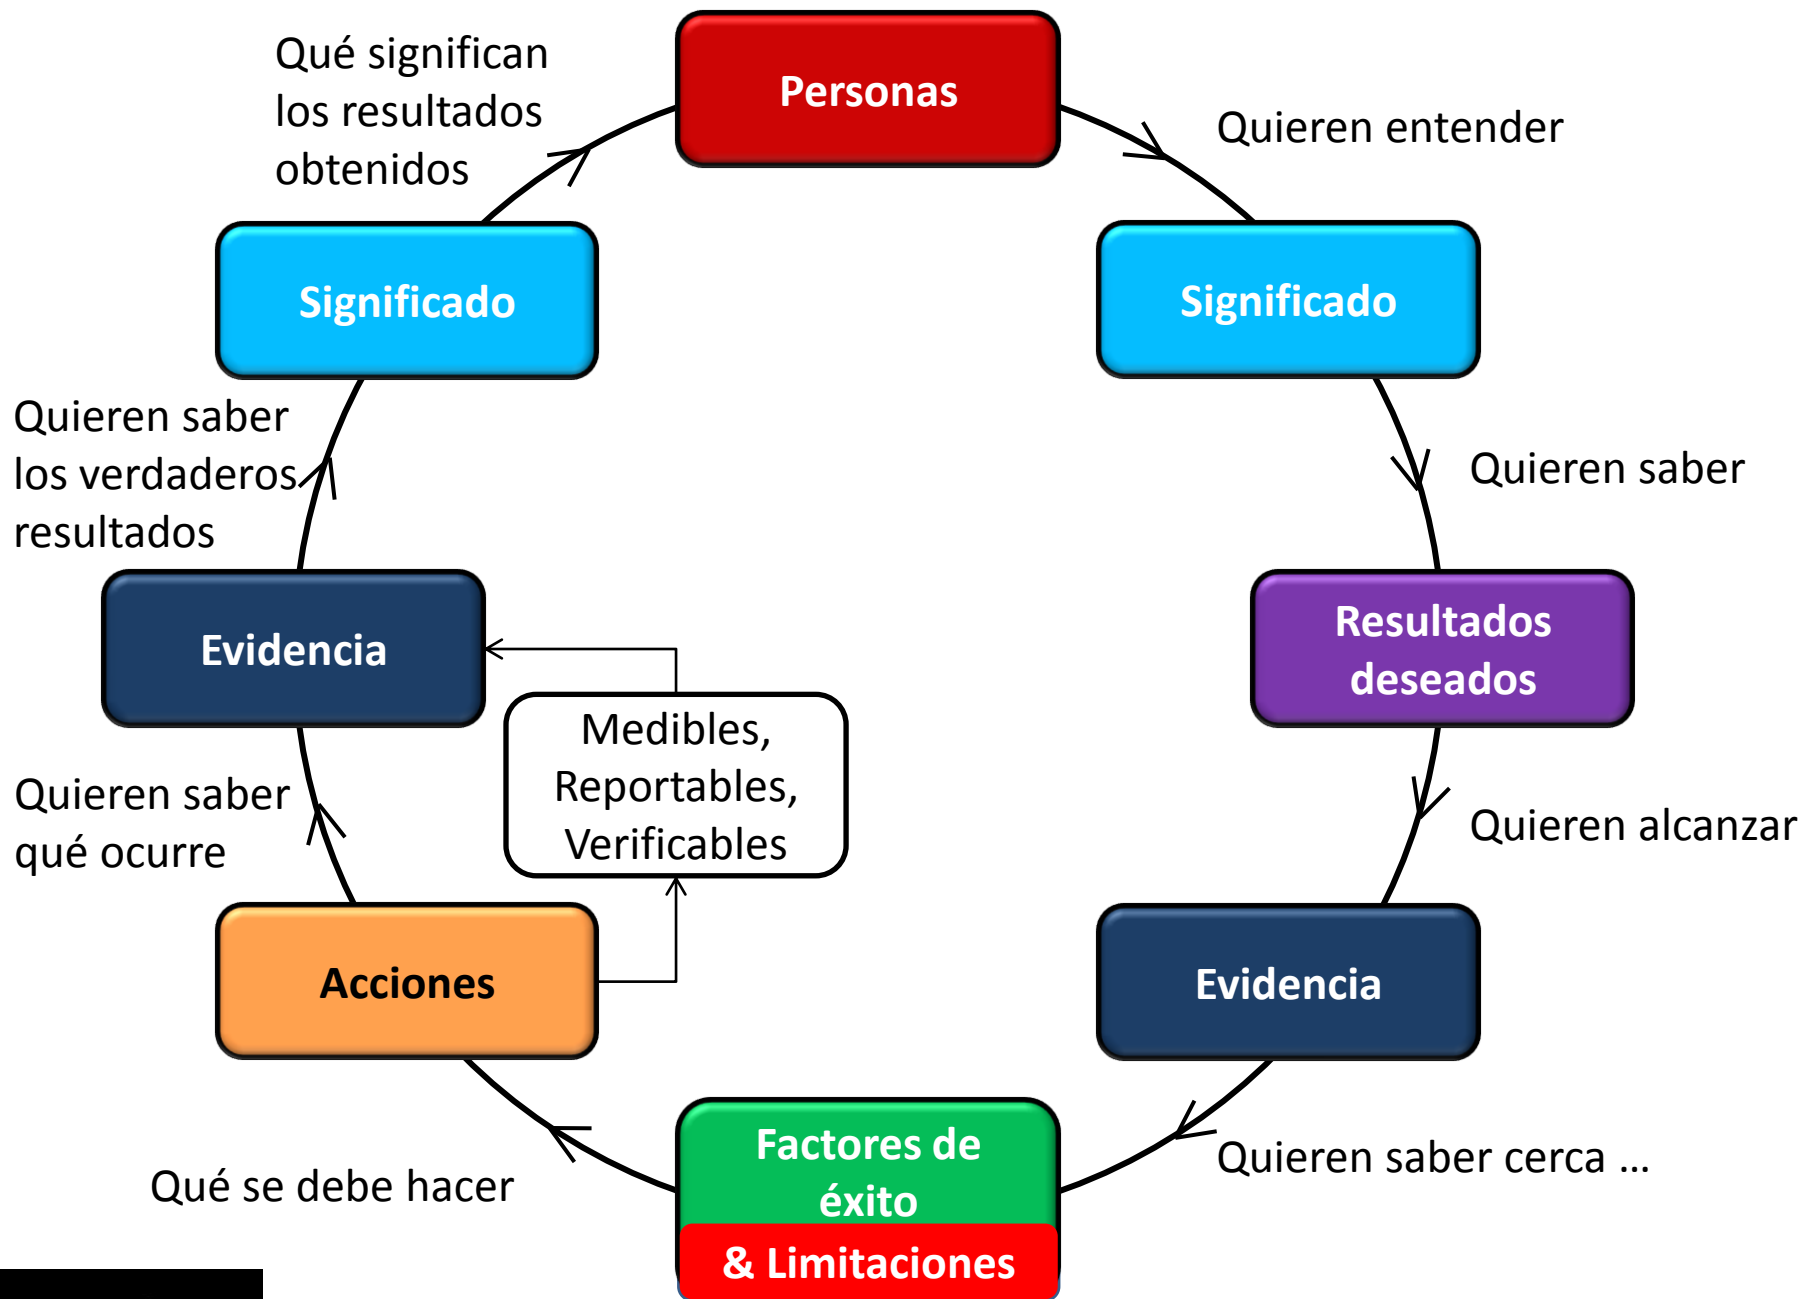 Personas
Quieren entender
Significado
Quieren saber
Resultados
deseados
Quieren alcanzar
Evidencia
Quieren saber cerca ...
Factores de
éxito
& Limitaciones
Qué se debe hacer
Acciones
Medibles,
Reportables,
Verificables
Quieren saber
qué ocurre
Evidencia
Quieren saber
los verdaderos
resultados
Significado
Qué significan
los resultados
obtenidos